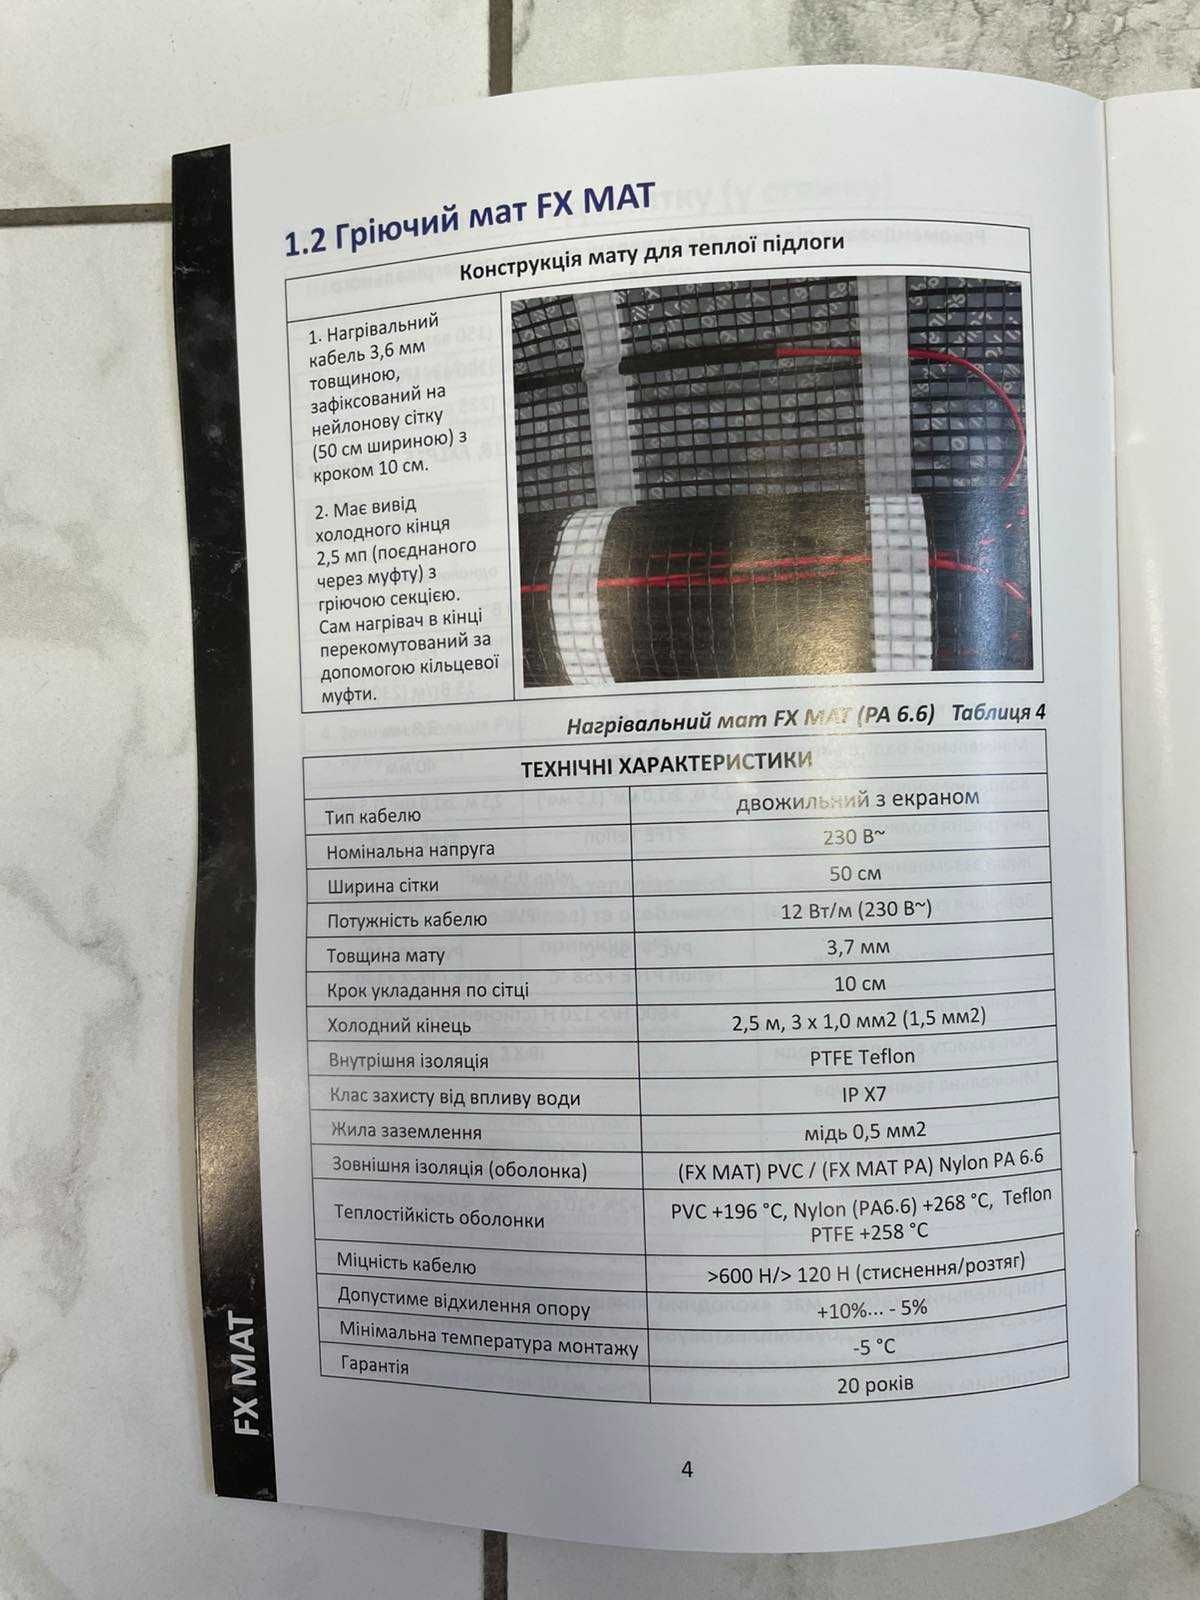 1.2 Гріючий мат FX MAT
Конструкція мату для теплої підлоги
1. Нагрівальний
кабель 3,6 мм
товщиною,
зафіксований на
нейлонову сітку
(50 см шириною) з
кроком 10 см.
2. Має вивід
холодного кінця
2,5 мп (поєднаного
через муфту) з
гріючою секцією.
Сам нагрівач в кінці
перекомутований за
допомогою кільцевої
муфти.
Нагрівальний мат FX MAT (PA 6.6) Таблиця 4
ТЕХНІЧНІ ХАРАКТЕРИСТИКИ
Тип кабелю двожильний з екраном
Номінальна напруга 230 В~
Ширина сітки 50 см
Потужність кабелю 12 Вт/м (230 В~)
Товщина мату 3,7 мм
Крок укладання по сітці 10 см
Холодний кінець 2,5 м, 3 х 1,0 мм2 (1,5 мм2)
Внутрішня ізоляція PTFE Teflon
Клас захисту від впливу води IP X7
Жила заземлення мідь 0,5 мм2
Зовнішня ізоляція (оболонка) (FX MAT) PVC / (FX MAT PA) Nylon PA 6.6
Теплостійкість оболонки PVC +196 °C, Nylon (PA6.6) +268 °C, Teflon
PTFE +258 °C
Міцність кабелю >600 Н/> 120 Н (стиснення/розтяг)
Допустиме відхилення опору +10%... - 5%
Мінімальна температура монтажу -5 °C
Гарантія 20 років
FX MAT
4